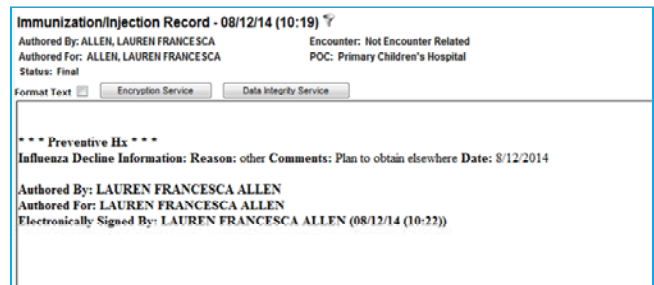 Immunization/Injection Record - 08/12/14 (10:19)
Authored By: ALLEN, LAUREN FRANCESCA Encounter: Not Encounter Related
Authored For: ALLEN, LAUREN FRANCESCA POC: Primary Children's Hospital
Status: Final
Format Text Encryption Service Data Integrity Service
* * * Preventive Hx * * *
Influenza Decline Information: Reason: other Comments: Plan to obtain elsewhere Date: 8/12/2014
Authored By: LAUREN FRANCESCA ALLEN
Authored For: LAUREN FRANCESCA ALLEN
Electronically Signed By: LAUREN FRANCESCA ALLEN (08/12/14 (10:22))